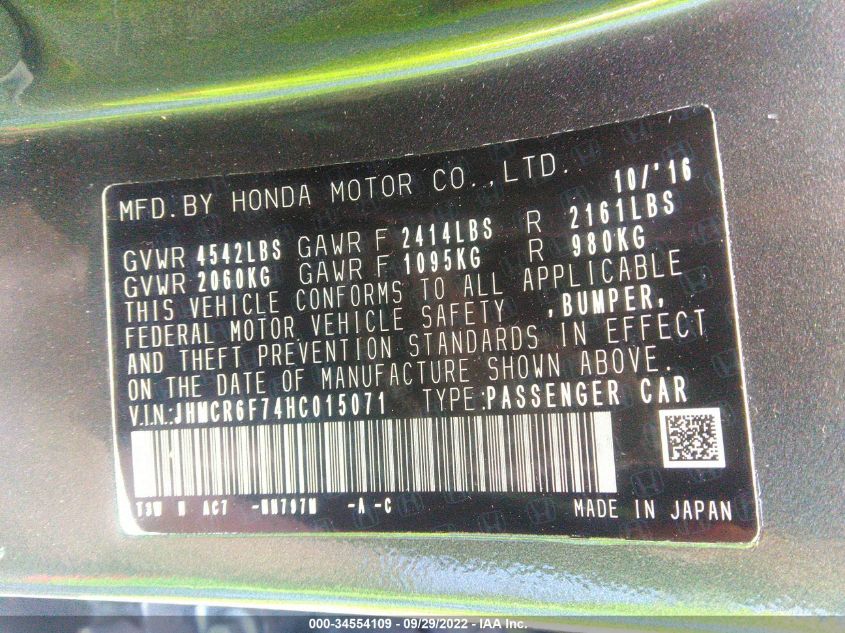 MFD.BY HONDA MOTOR CO.,LTD. 10/'16
GVWR 4542LBS GAWR F 2414LBS R 2161LBS
GVWR 2060KG GAWR F 1095KG R 980KG
THIS VEHICLE CONFORMS TO ALL APPLICABLE
FEDERAL MOTOR VEHICLE SAFETY ,BUMPER,
AND THEFT PREVENTION STANDARDS IN EFFECT
ON THE DATE OF MANUFACTURE SHOWN ABOVE.
V.I.N.:JHMCR6F74HC015071 TYPE:PASSENGER CAR
AC7 -A -C MADE IN JAPAN
000-34554109 - 09/29/2022 - IAA Inc.